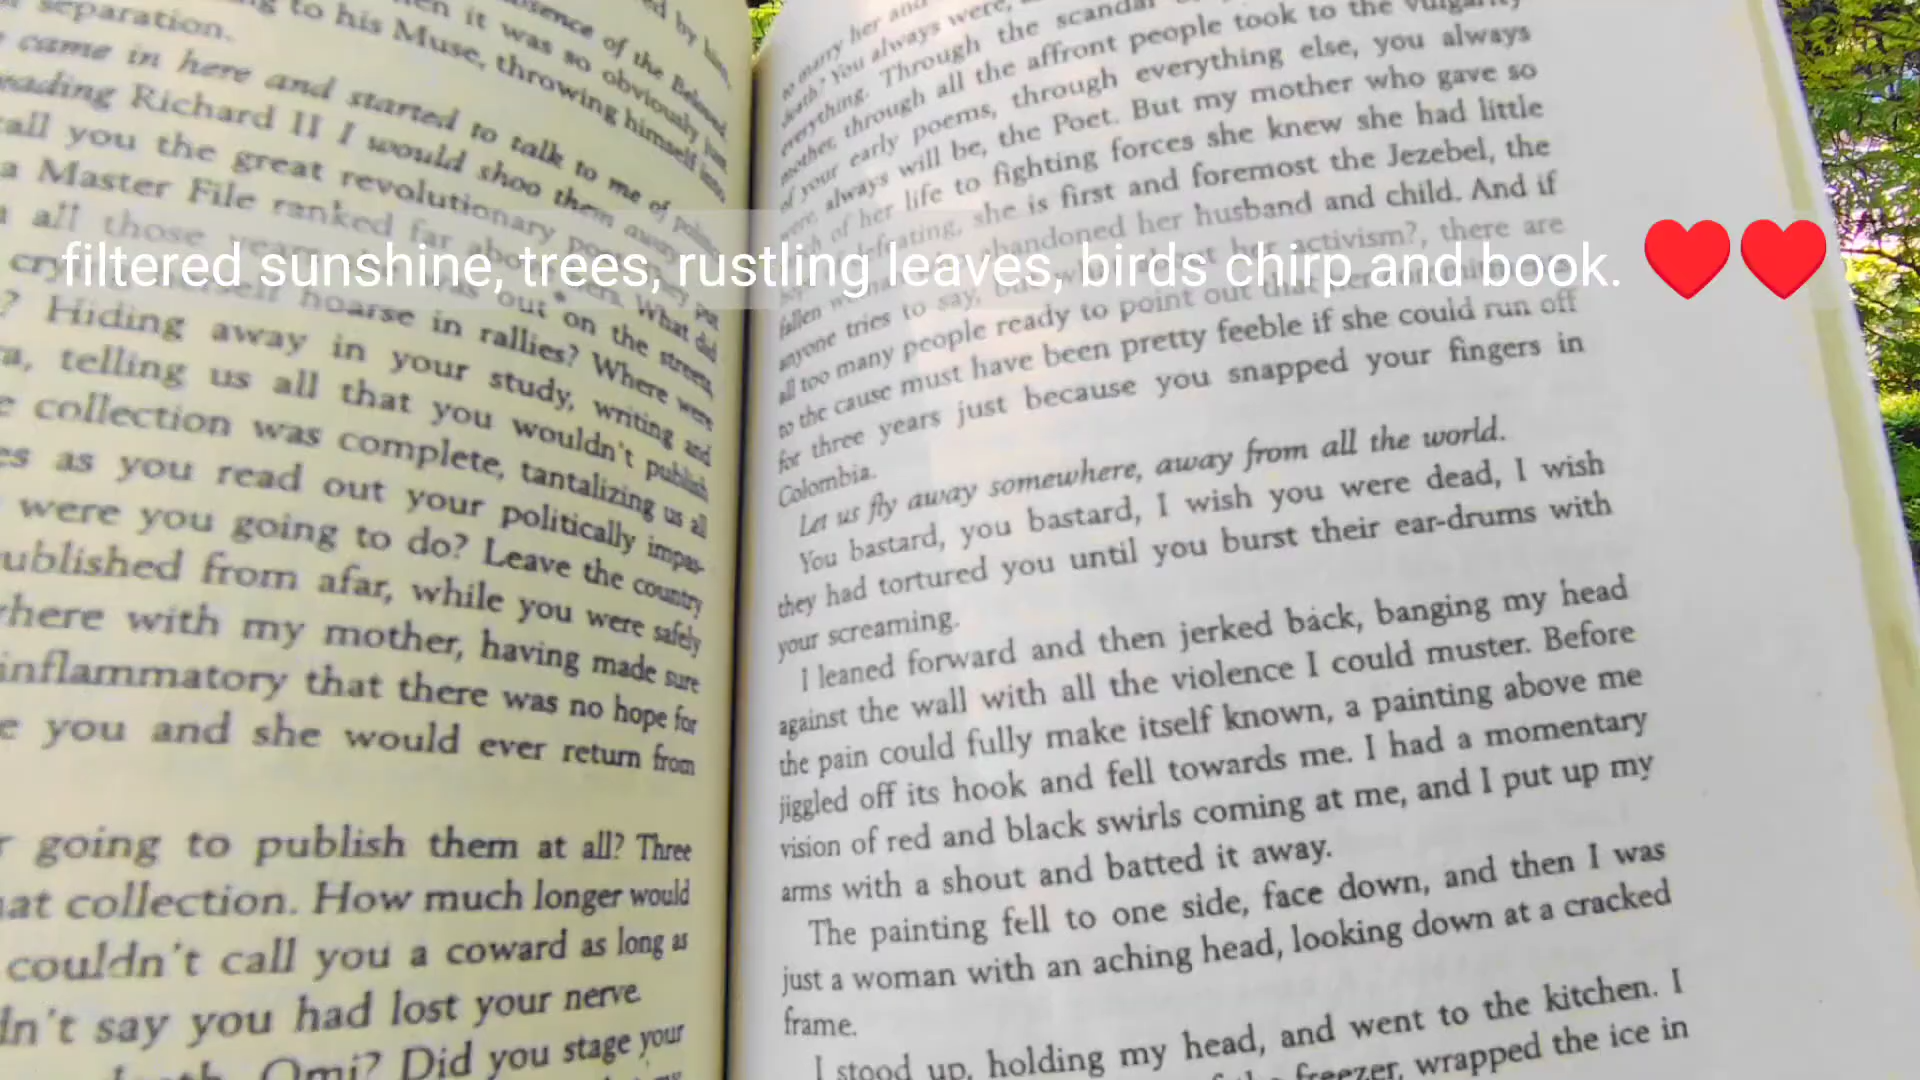 separation.
came in here and started to talk to me of
reading Richard II I would shoo them away
call you the great revolutionary
a Master File ranked far
all those
hoarse in rallies? Where were
? Hiding away in your study, writing and
telling us all that you wouldn't publish
collection was complete, tantalizing us all
as you read out your politically impas-
were you going to do? Leave the country
published from afar, while you were safely
where with my mother, having made sure
inflammatory that there was no hope for
you and she would ever return from
going to publish them at all? Three
that collection. How much longer would
couldn't call you a coward as long as
say you had lost your nerve
Omi? Did you stage your
to marry her and
death.' You always were,
everything. Through the scandal
mother, through all the affront people took to the vulgarity
of your early poems, through everything else, you always
were, always will be, the Poet. But my mother who gave so
of her life to fighting forces she knew she had little
defeating, she is first and foremost the Jezebel, the
fallen abandoned her husband and child. And if
anyone tries to say, activism?, there are
all too many people ready to point out that
to the cause must have been pretty feeble if she could run off
for three years just because you snapped your fingers in
Colombia.
Let us fly away somewhere, away from all the world.
You bastard, you bastard, I wish you were dead, I wish
they had tortured you until you burst their ear-drums with
your screaming.
I leaned forward and then jerked back, banging my head
against the wall with all the violence I could muster. Before
the pain could fully make itself known, a painting above me
jiggled off its hook and fell towards me. I had a momentary
vision of red and black swirls coming at me, and I put up my
arms with a shout and batted it away.
The painting fell to one side, face down, and then I was
just a woman with an aching head, looking down at a cracked
frame.
I stood up, holding my head, and went to the kitchen. I
freezer, wrapped the ice in
filtered sunshine, trees, rustling leaves, birds chirp and book. ♥️♥️